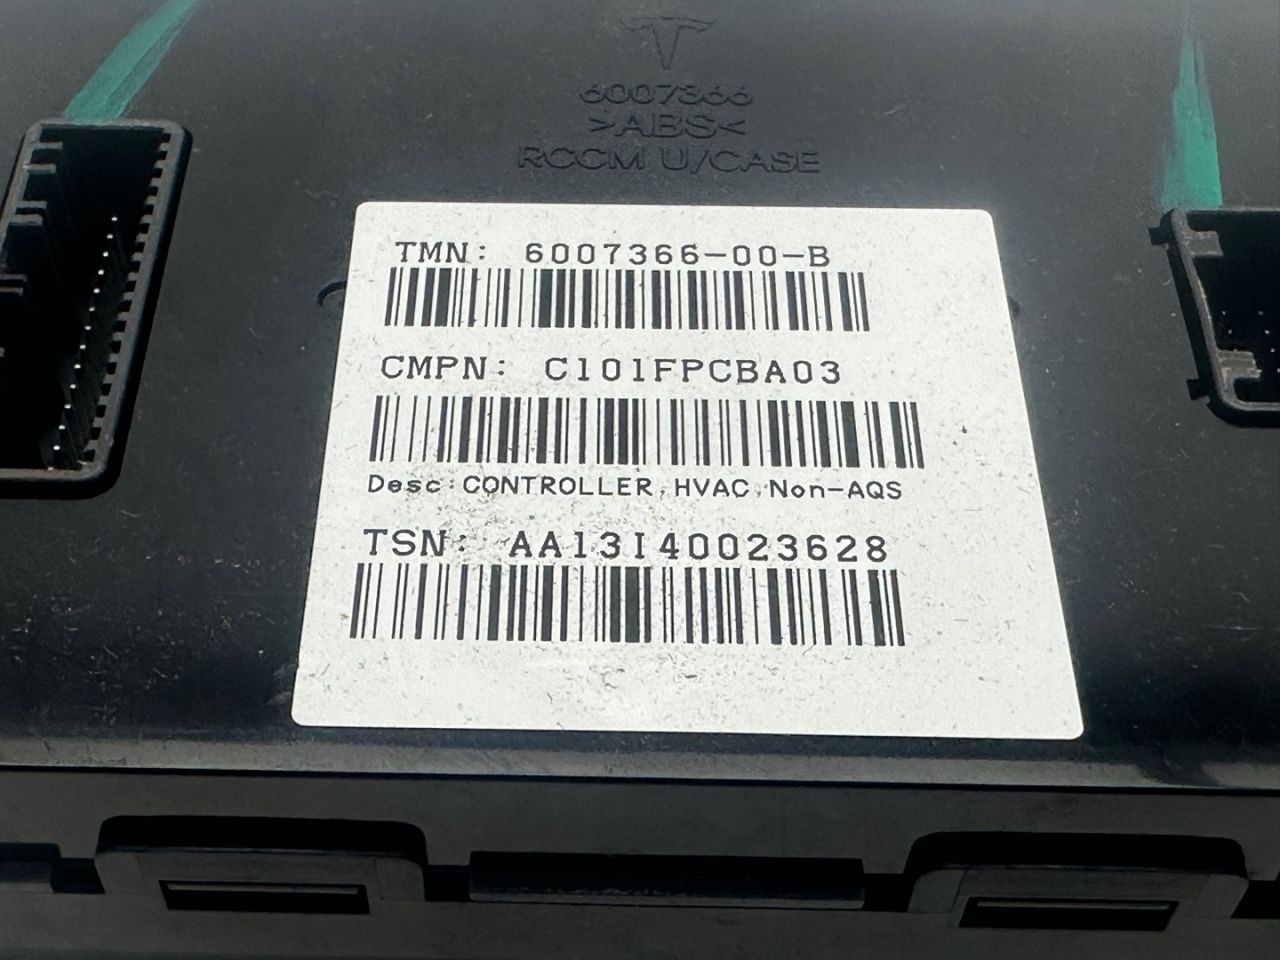 6007366
>ABS<
RCCM U/CASE
TMN: 6007366-00-B
CMPN: C101FPCBA03
Desc:CONTROLLER,HVAC,Non-AQS
TSN: AA13I40023628